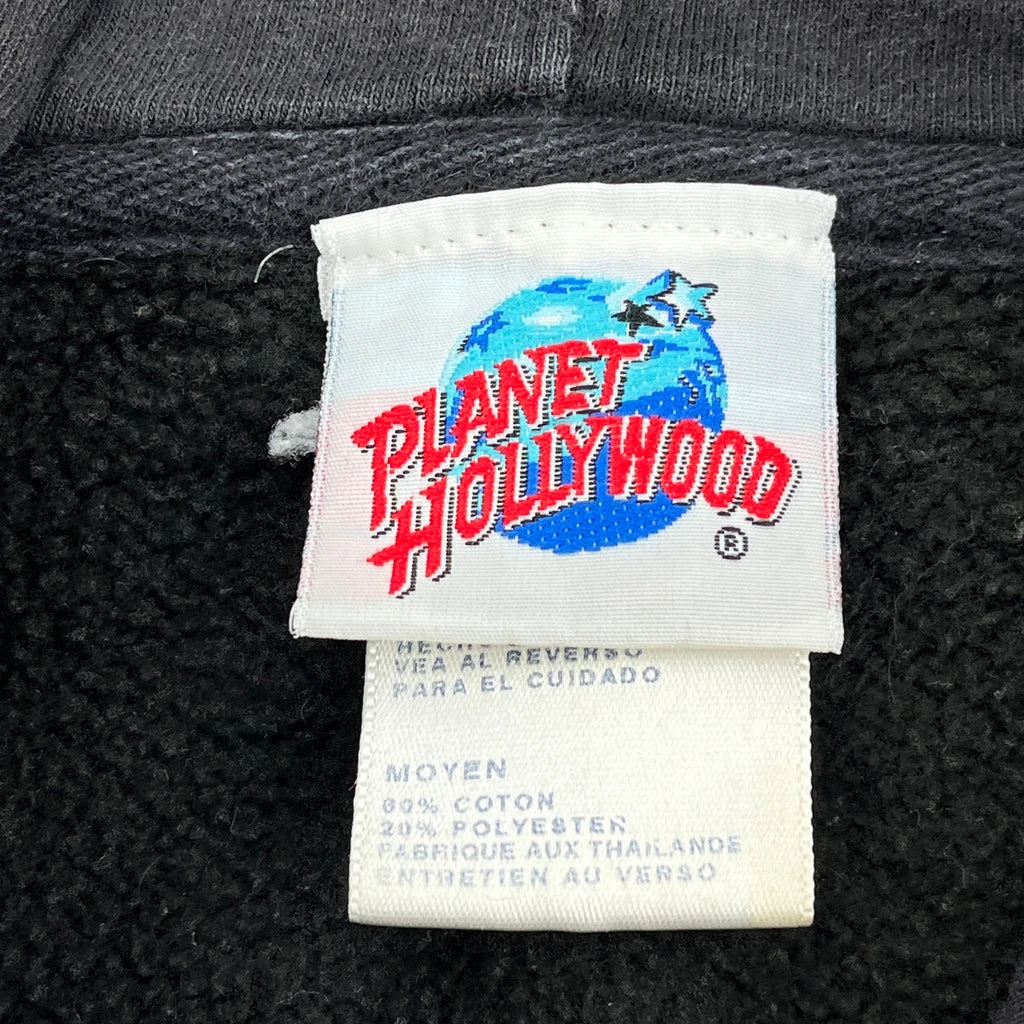 PLANET
HOLLYWOOD
®
VEA AL REVERSO
PARA EL CUIDADO
MOYEN
80% COTON
20% POLYESTER
FABRIQUE AUX THAILANDE
ENTRETIEN AU VERSO